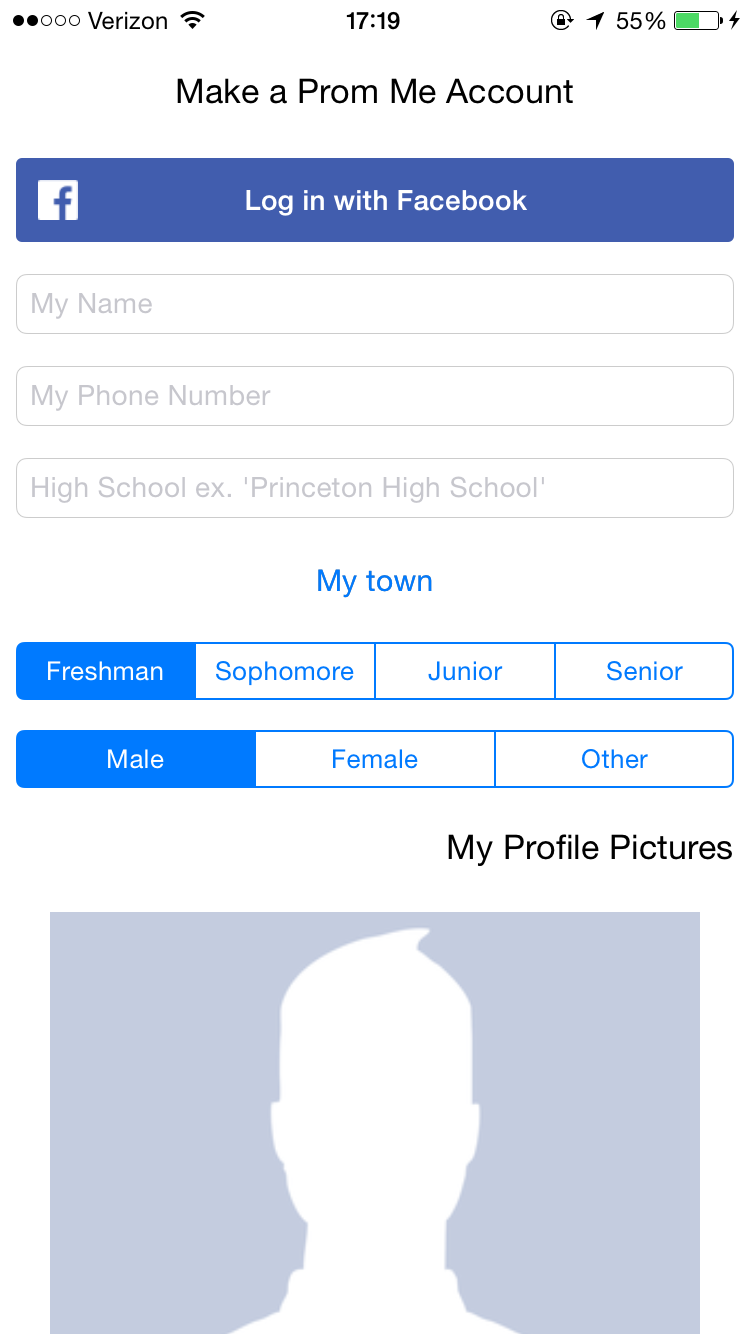 Verizon 17:19 55%
Make a Prom Me Account
Log in with Facebook
My Name
My Phone Number
High School ex. 'Princeton High School'
My town
Freshman Sophomore Junior Senior
Male Female Other
My Profile Pictures